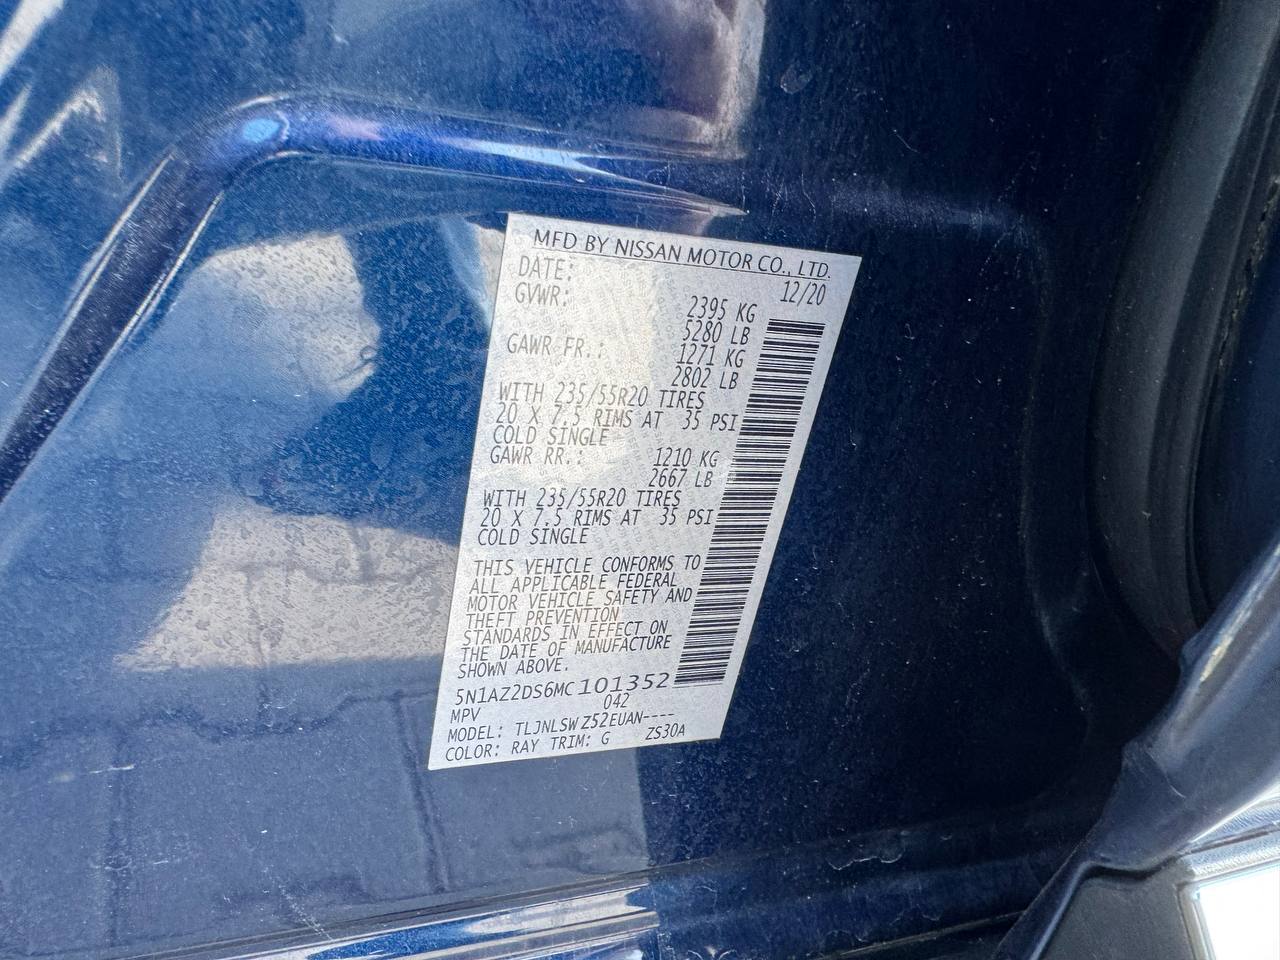 MFD BY NISSAN MOTOR CO., LTD.
DATE: 12/20
GVWR: 2395 KG
5280 LB
GAWR FR.: 1271 KG
2802 LB
WITH 235/55R20 TIRES
20 X 7.5 RIMS AT 35 PSI
COLD SINGLE
GAWR RR.: 1210 KG
2667 LB
WITH 235/55R20 TIRES
20 X 7.5 RIMS AT 35 PSI
COLD SINGLE
THIS VEHICLE CONFORMS TO
ALL APPLICABLE FEDERAL
MOTOR VEHICLE SAFETY AND
THEFT PREVENTION
STANDARDS IN EFFECT ON
THE DATE OF MANUFACTURE
SHOWN ABOVE.
5N1AZ2DS6MC101352
MPV 042
MODEL: TLJNLSWZ52EUAN----
COLOR: RAY TRIM: G ZS30A